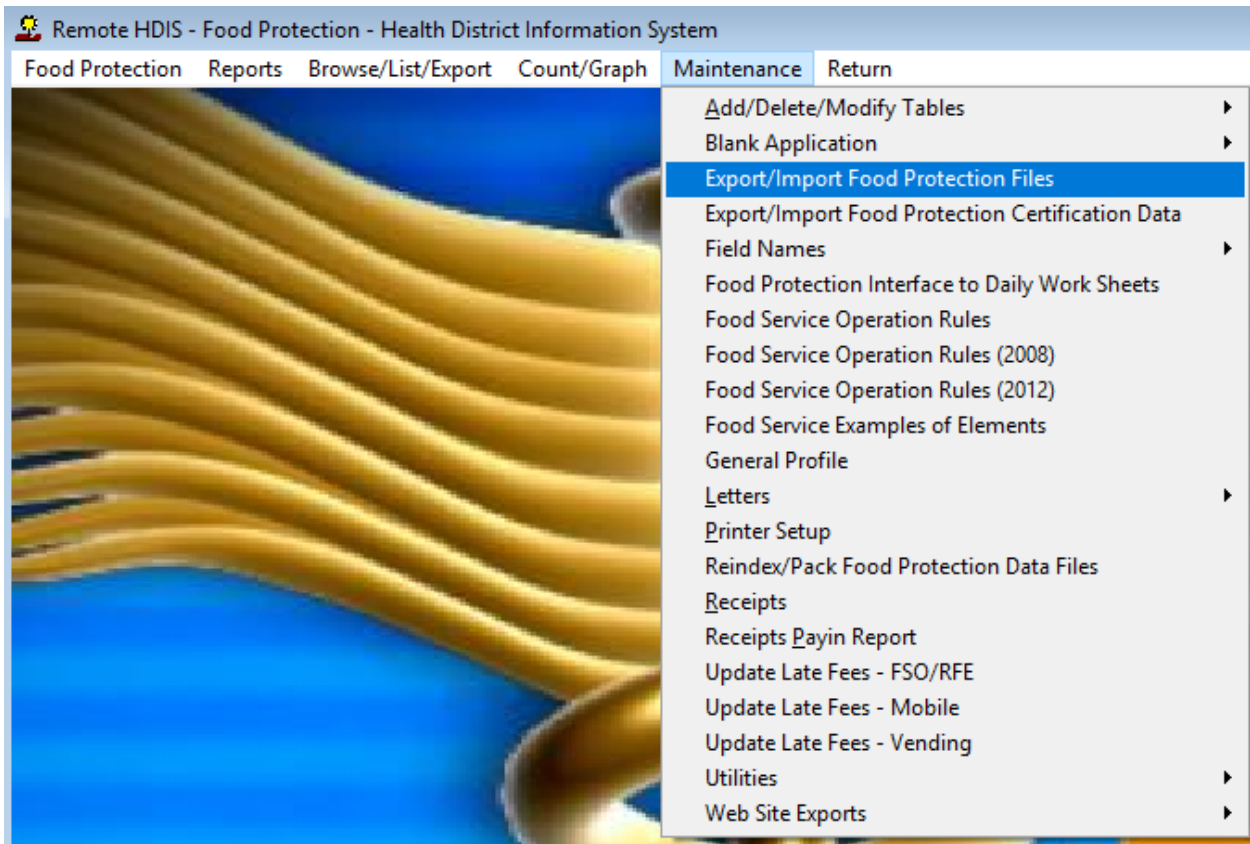 Remote HDIS - Food Protection - Health District Information System
Food Protection Reports Browse/List/Export Count/Graph Maintenance Return
Add/Delete/Modify Tables
Blank Application
Export/Import Food Protection Files
Export/Import Food Protection Certification Data
Field Names
Food Protection Interface to Daily Work Sheets
Food Service Operation Rules
Food Service Operation Rules (2008)
Food Service Operation Rules (2012)
Food Service Examples of Elements
General Profile
Letters
Printer Setup
Reindex/Pack Food Protection Data Files
Receipts
Receipts Payin Report
Update Late Fees - FSO/RFE
Update Late Fees - Mobile
Update Late Fees - Vending
Utilities
Web Site Exports